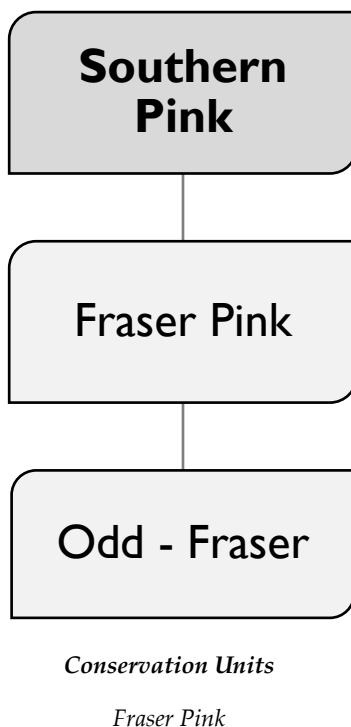 Southern
Pink
Fraser Pink
Odd - Fraser
Conservation Units
Fraser Pink